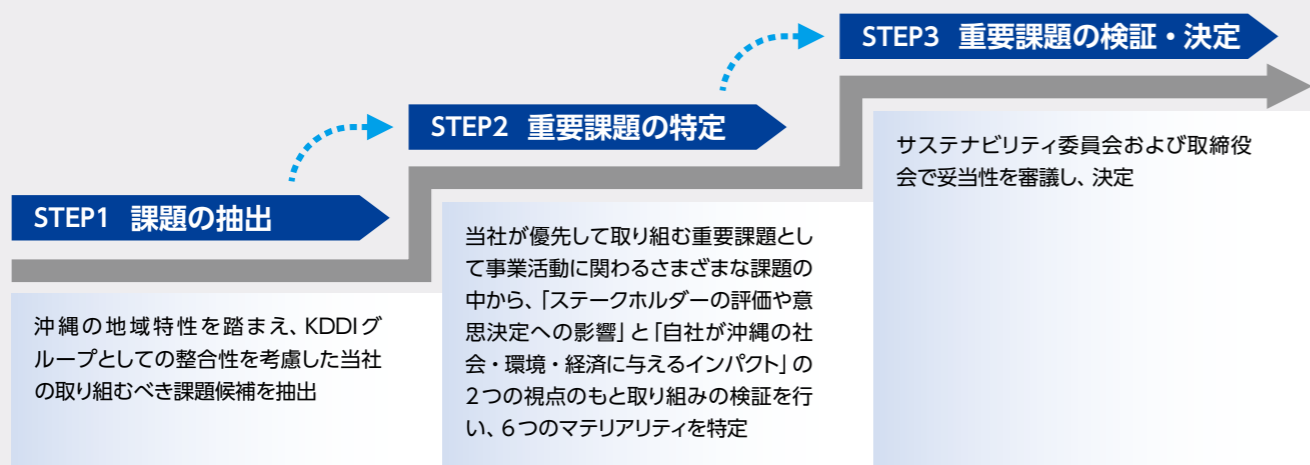 STEP1 課題の抽出
沖縄の地域特性を踏まえ、KDDIグ
ループとしての整合性を考慮した当社
の取り組むべき課題候補を抽出
STEP2 重要課題の特定
当社が優先して取り組む重要課題とし
て事業活動に関わるさまざまな課題の
中から、「ステークホルダーの評価や意
思決定への影響」と「自社が沖縄の社
会・環境・経済に与えるインパクト」の
2つの視点のもと取り組みの検証を行
い、6つのマテリアリティを特定
STEP3 重要課題の検証・決定
サステナビリティ委員会および取締役
会で妥当性を審議し、決定